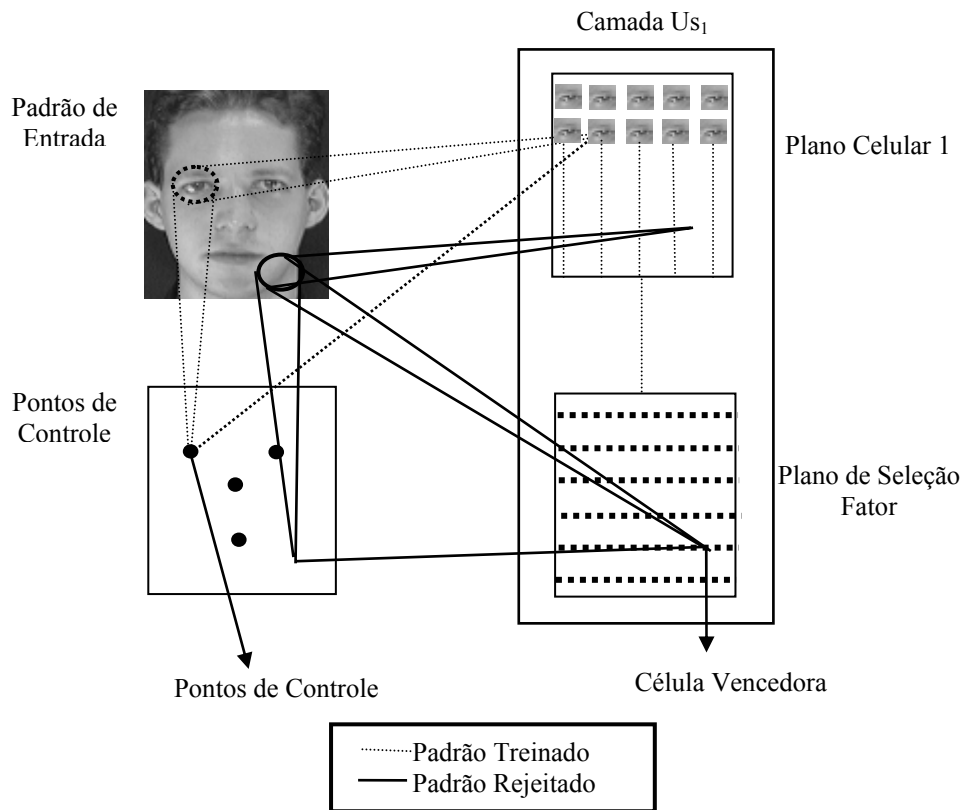 Camada Us₁
Padrão de
Entrada
Plano Celular 1
Pontos de
Controle
Plano de Seleção
Fator
Pontos de Controle
Célula Vencedora
Padrão Treinado
Padrão Rejeitado